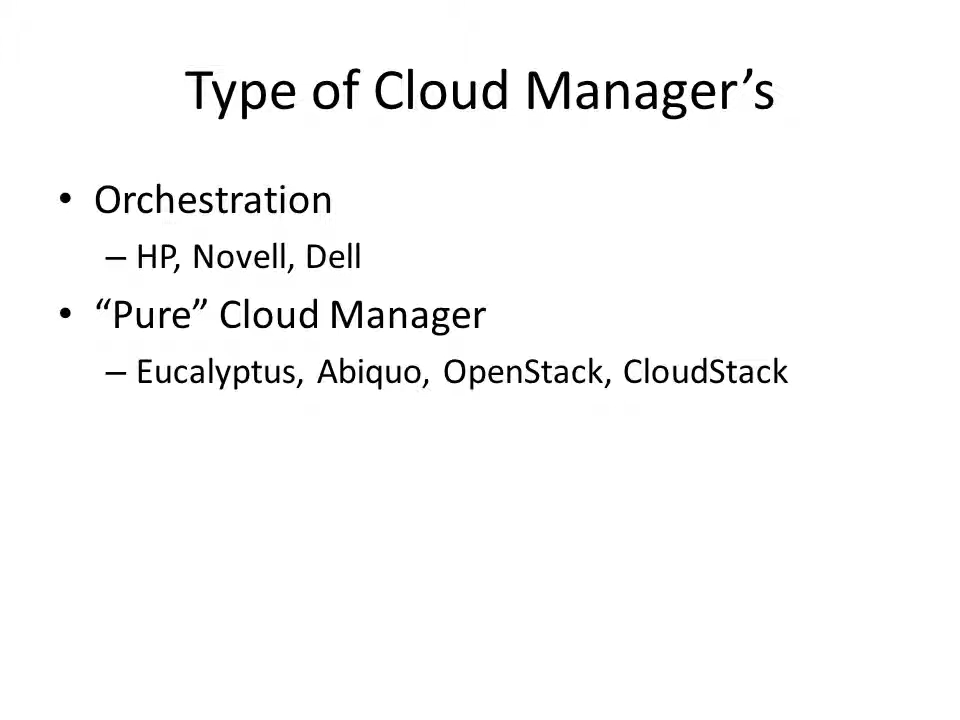 Type of Cloud Manager’s
• Orchestration
– HP, Novell, Dell
• “Pure” Cloud Manager
– Eucalyptus, Abiquo, OpenStack, CloudStack